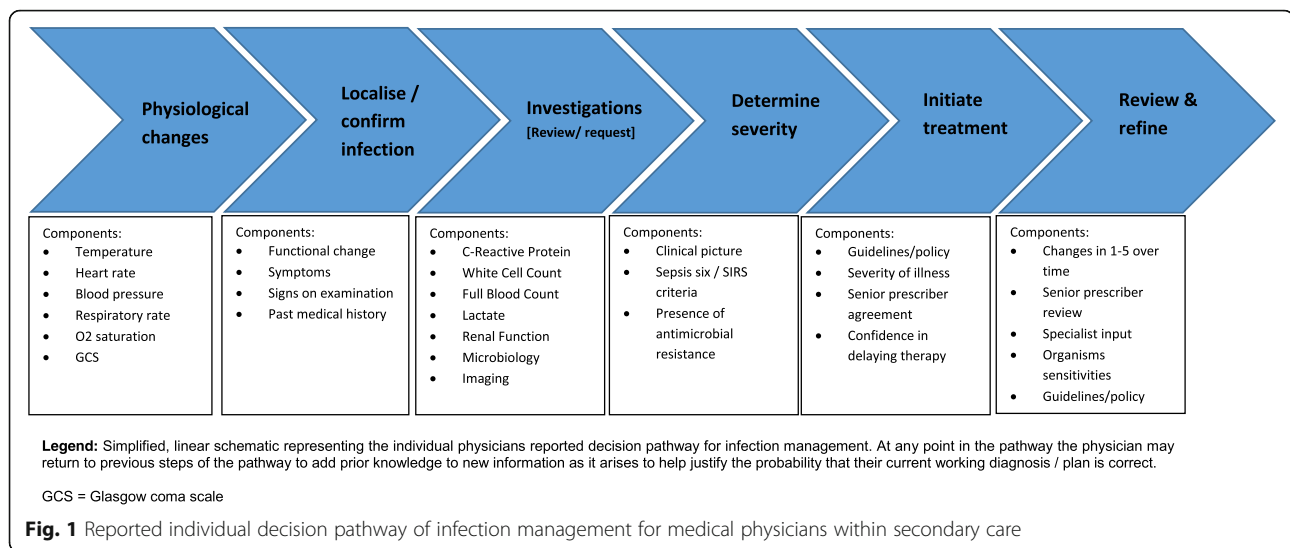 Physiological
changes
Localise /
confirm
infection
Investigations
[Review/ request]
Determine
severity
Initiate
treatment
Review &
refine
Components:
• Temperature
• Heart rate
• Blood pressure
• Respiratory rate
• O2 saturation
• GCS
Components:
• Functional change
• Symptoms
• Signs on examination
• Past medical history
Components:
• C-Reactive Protein
• White Cell Count
• Full Blood Count
• Lactate
• Renal Function
• Microbiology
• Imaging
Components:
• Clinical picture
• Sepsis six / SIRS
criteria
• Presence of
antimicrobial
resistance
Components:
• Guidelines/policy
• Severity of illness
• Senior prescriber
agreement
• Confidence in
delaying therapy
Components:
• Changes in 1-5 over
time
• Senior prescriber
review
• Specialist input
• Organisms
sensitivities
• Guidelines/policy
Legend: Simplified, linear schematic representing the individual physicians reported decision pathway for infection management. At any point in the pathway the physician may
return to previous steps of the pathway to add prior knowledge to new information as it arises to help justify the probability that their current working diagnosis / plan is correct.
GCS = Glasgow coma scale
Fig. 1 Reported individual decision pathway of infection management for medical physicians within secondary care